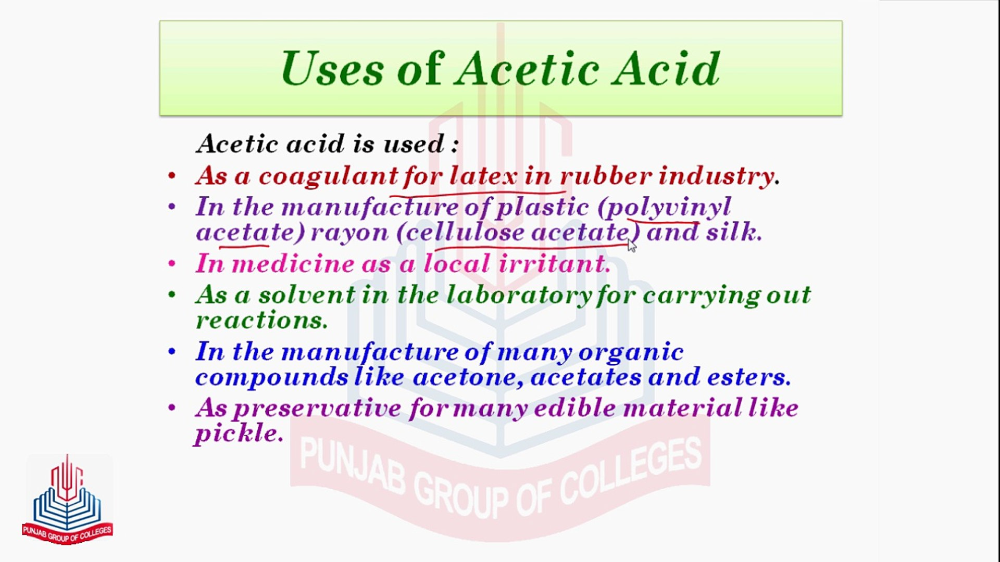 Uses of Acetic Acid
Acetic acid is used :
• As a coagulant for latex in rubber industry.
• In the manufacture of plastic (polyvinyl
acetate) rayon (cellulose acetate) and silk.
• In medicine as a local irritant.
• As a solvent in the laboratory for carrying out
reactions.
• In the manufacture of many organic
compounds like acetone, acetates and esters.
• As preservative for many edible material like
pickle.
PUNJAB GROUP OF COLLEGES
PUNJAB GROUP OF COLLEGES